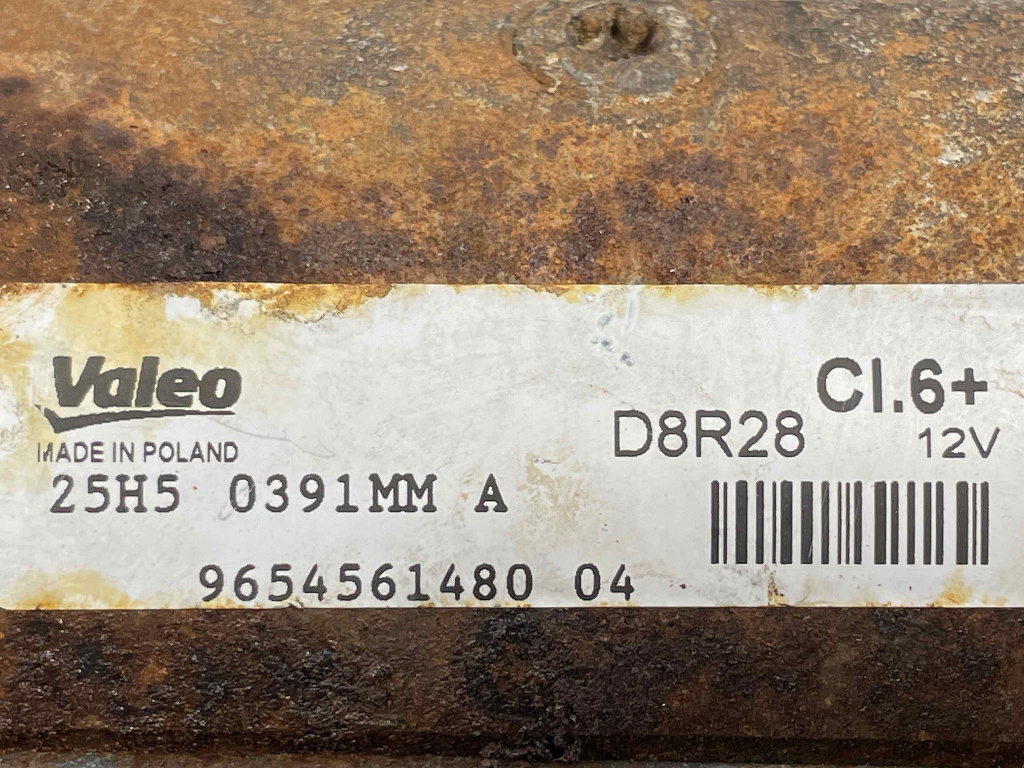 Valeo
MADE IN POLAND
25H5 0391MM A
9654561480 04
Cl.6+
D8R28
12V